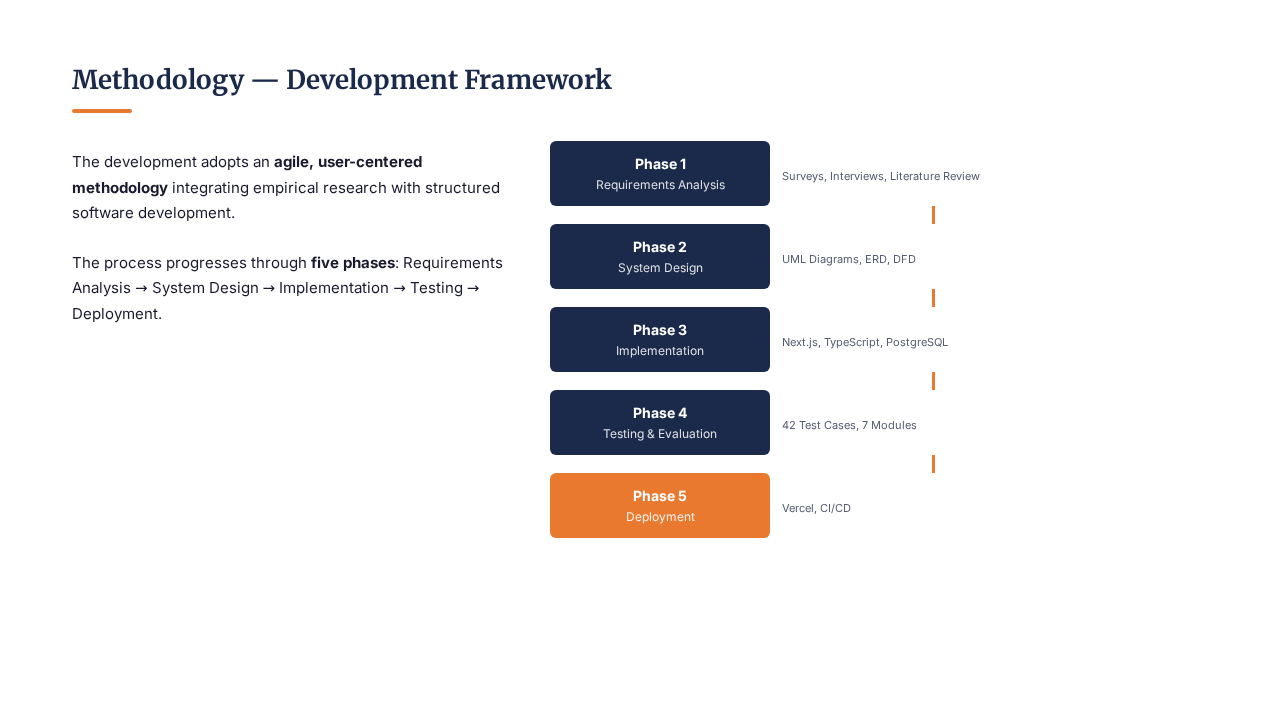 Methodology — Development Framework
The development adopts an agile, user-centered
methodology integrating empirical research with structured
software development.
The process progresses through five phases: Requirements
Analysis → System Design → Implementation → Testing →
Deployment.
Phase 1
Requirements Analysis
Surveys, Interviews, Literature Review
Phase 2
System Design
UML Diagrams, ERD, DFD
Phase 3
Implementation
Next.js, TypeScript, PostgreSQL
Phase 4
Testing & Evaluation
42 Test Cases, 7 Modules
Phase 5
Deployment
Vercel, CI/CD